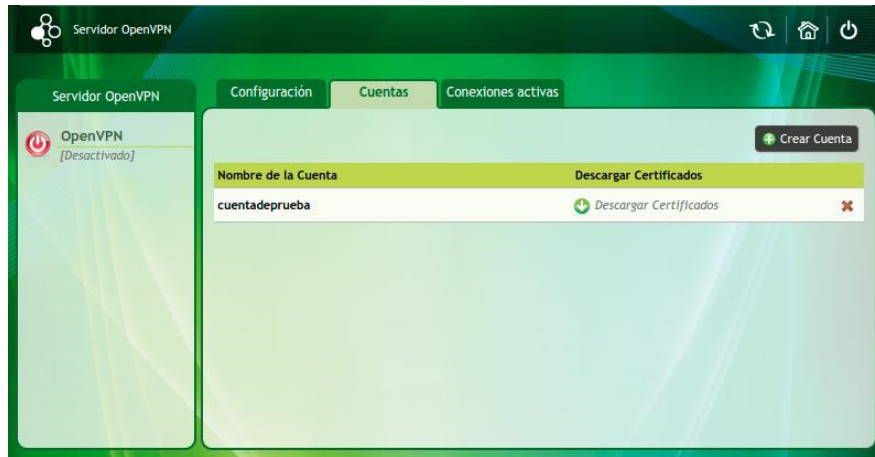 Servidor OpenVPN
Servidor OpenVPN
OpenVPN
[Desactivado]
Configuración Cuentas Conexiones activas
Crear Cuenta
Nombre de la Cuenta Descargar Certificados
cuentadeprueba Descargar Certificados